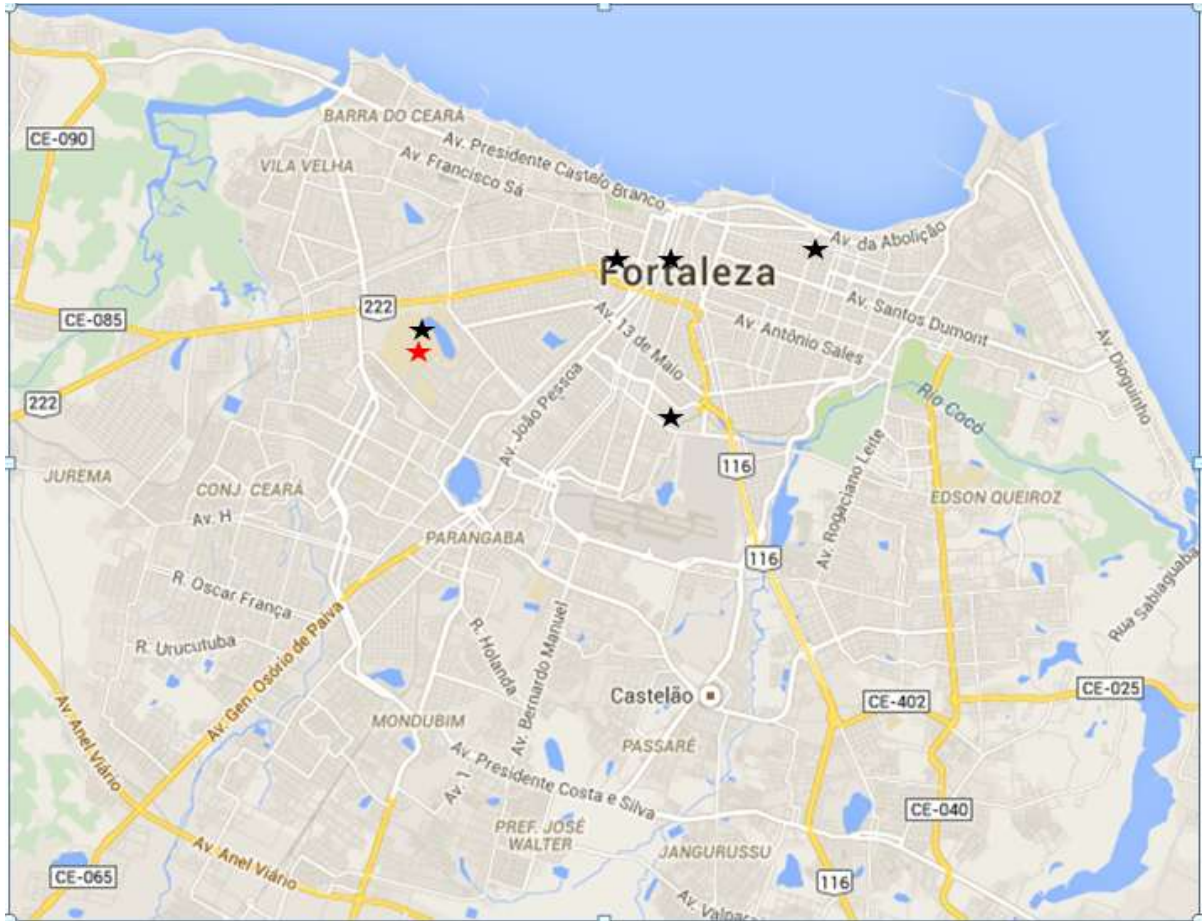 BARRA DO CEARÁ
CE-090
Av. Presidente Castelo Branco
Av. Francisco Sá
VILA VELHA
Av. da Abolição
Fortaleza
222
CE-085
Av. Santos Dumont
Av. 13 de Maio
Av. Antônio Sales
Av. Dioguinho
222
Av. João Pessoa
Rio Cocó
Av. Rogaciano Leite
116
JUREMA
CONJ. CEARÁ
EDSON QUEIROZ
Av. H
PARANGABA
116
R. Oscar França
Rua Sabiaguaba
R. Urucutuba
Av. Gen. Osório de Paiva
R. Holanda
Av. Bernardo Manuel
Castelão
CE-025
CE-402
Av. Anel Viário
MONDUBIM
PASSARÉ
Av. Presidente Costa e Silva
Av. 1
CE-040
PREF. JOSÉ
WALTER
JANGURUSSU
Av. Anel Viário
CE-065
116
Av. Valpara